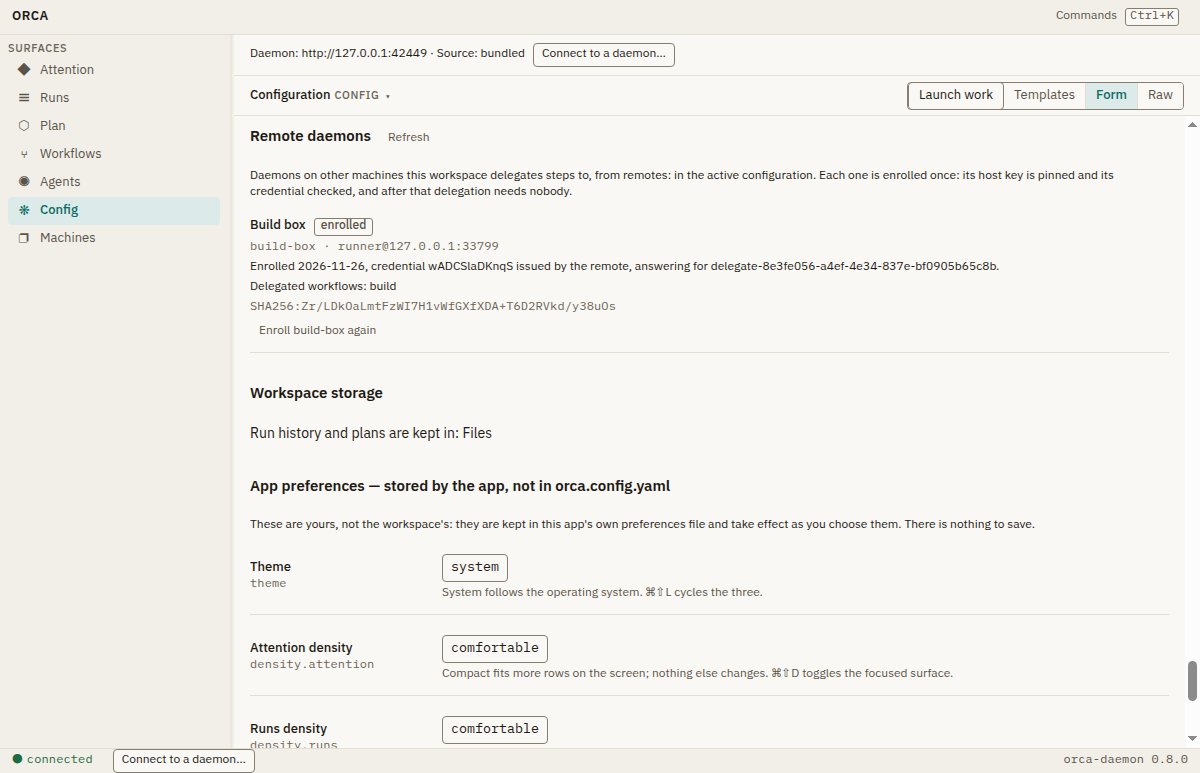 ORCA
Commands Ctrl+K
SURFACES
Attention
Runs
Plan
Workflows
Agents
Config
Machines
Daemon: http://127.0.0.1:42449 · Source: bundled Connect to a daemon...
Configuration CONFIG ▾
Launch work Templates Form Raw
Remote daemons Refresh
Daemons on other machines this workspace delegates steps to, from remotes: in the active configuration. Each one is enrolled once: its host key is pinned and its
credential checked, and after that delegation needs nobody.
Build box enrolled
build-box · runner@127.0.0.1:33799
Enrolled 2026-11-26, credential wADCSlaDKnqS issued by the remote, answering for delegate-8e3fe056-a4ef-4e34-837e-bf0905b65c8b.
Delegated workflows: build
SHA256:Zr/LDkOaLmtFzWI7H1vWfGXfXDA+T6D2RVkd/y38uOs
Enroll build-box again
Workspace storage
Run history and plans are kept in: Files
App preferences — stored by the app, not in orca.config.yaml
These are yours, not the workspace's: they are kept in this app's own preferences file and take effect as you choose them. There is nothing to save.
Theme
theme
system
System follows the operating system. ⌘⇧L cycles the three.
Attention density
density.attention
comfortable
Compact fits more rows on the screen; nothing else changes. ⌘⇧D toggles the focused surface.
Runs density
density.runs
comfortable
connected Connect to a daemon...
orca-daemon 0.8.0